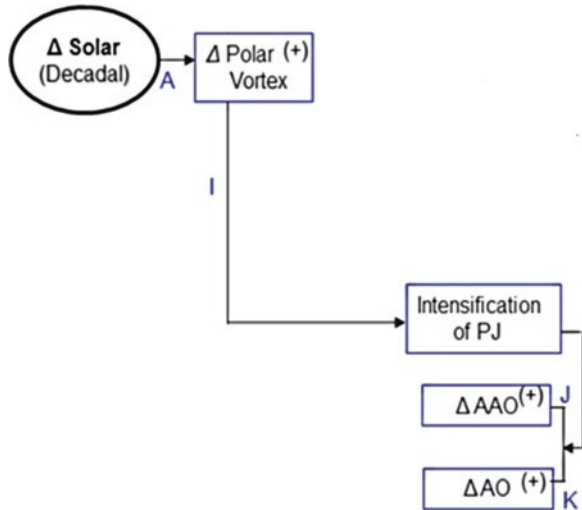 Δ Solar
(Decadal)
A
Δ Polar (+)
Vortex
I
Intensification
of PJ
J
Δ AAO (+)
ΔAO (+)
K